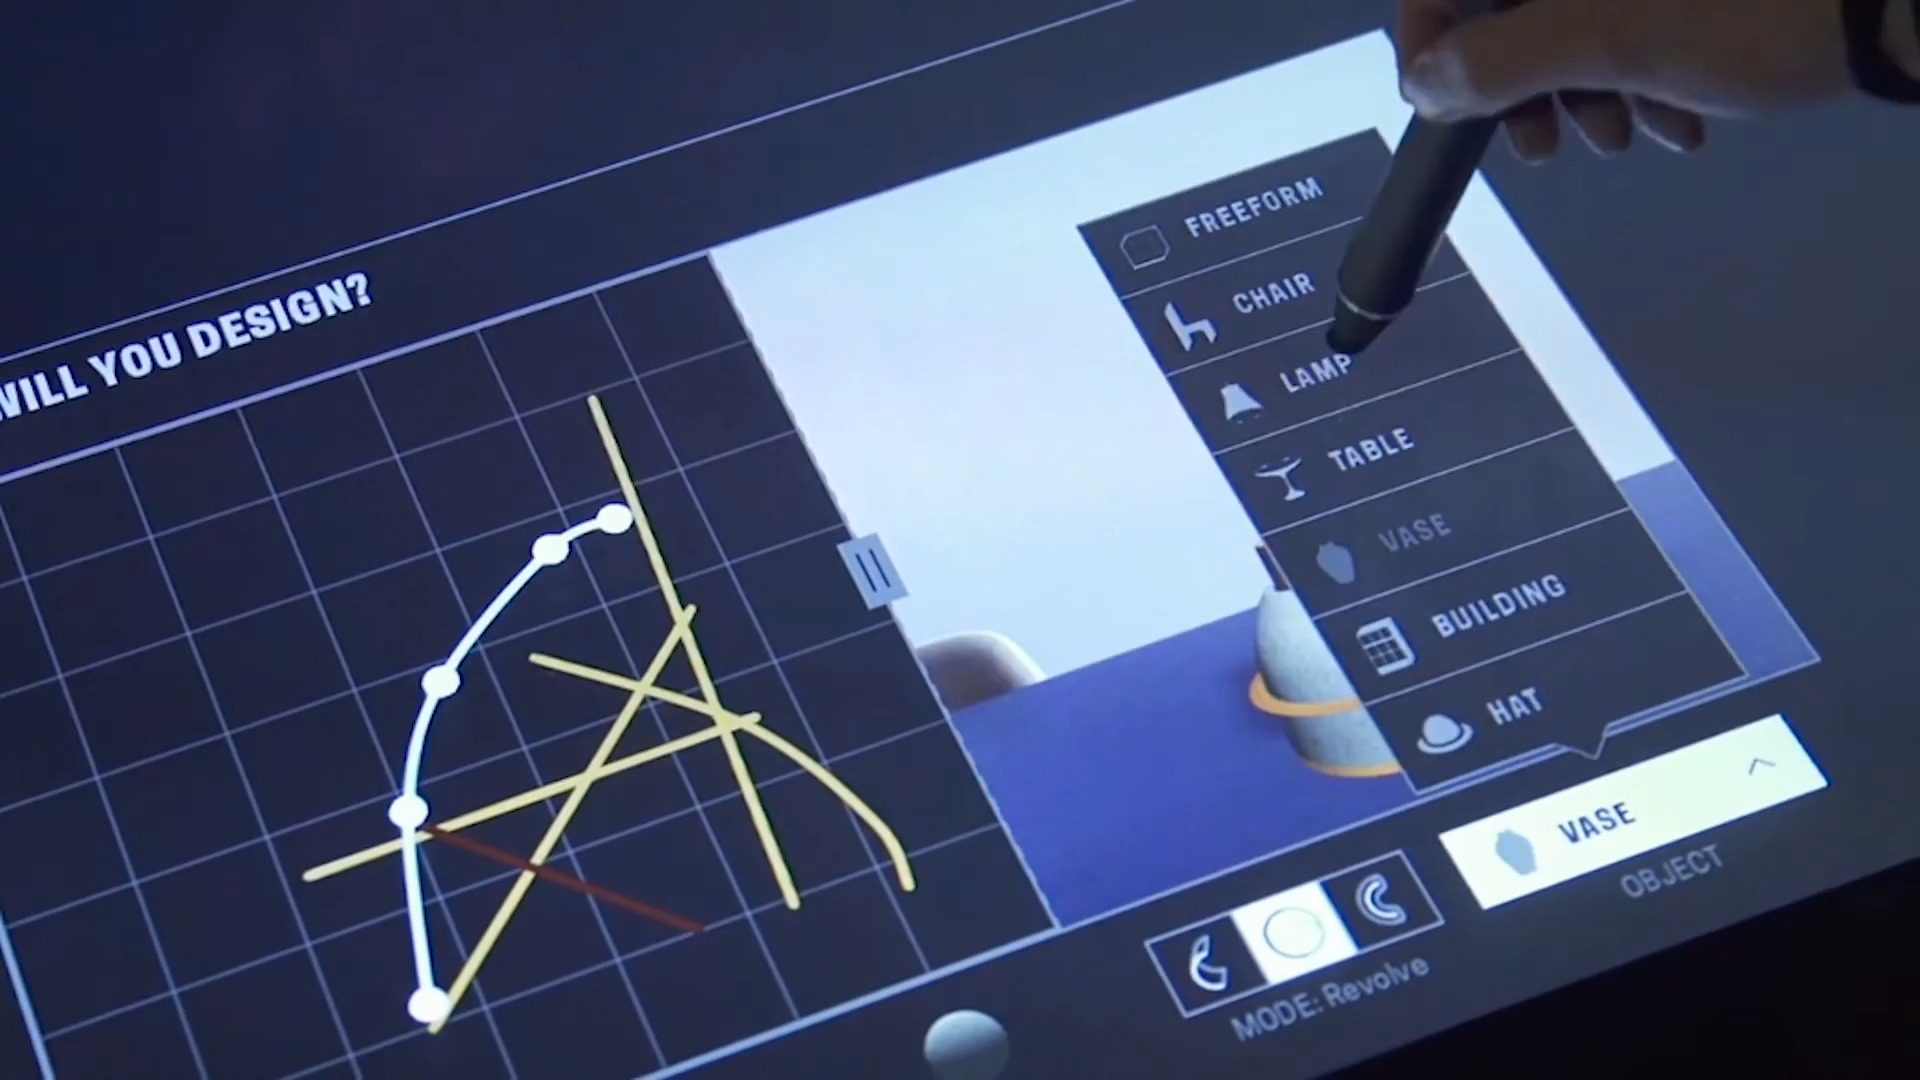 WILL YOU DESIGN?
FREEFORM
CHAIR
LAMP
TABLE
VASE
BUILDING
HAT
VASE
OBJECT
MODE: Revolve